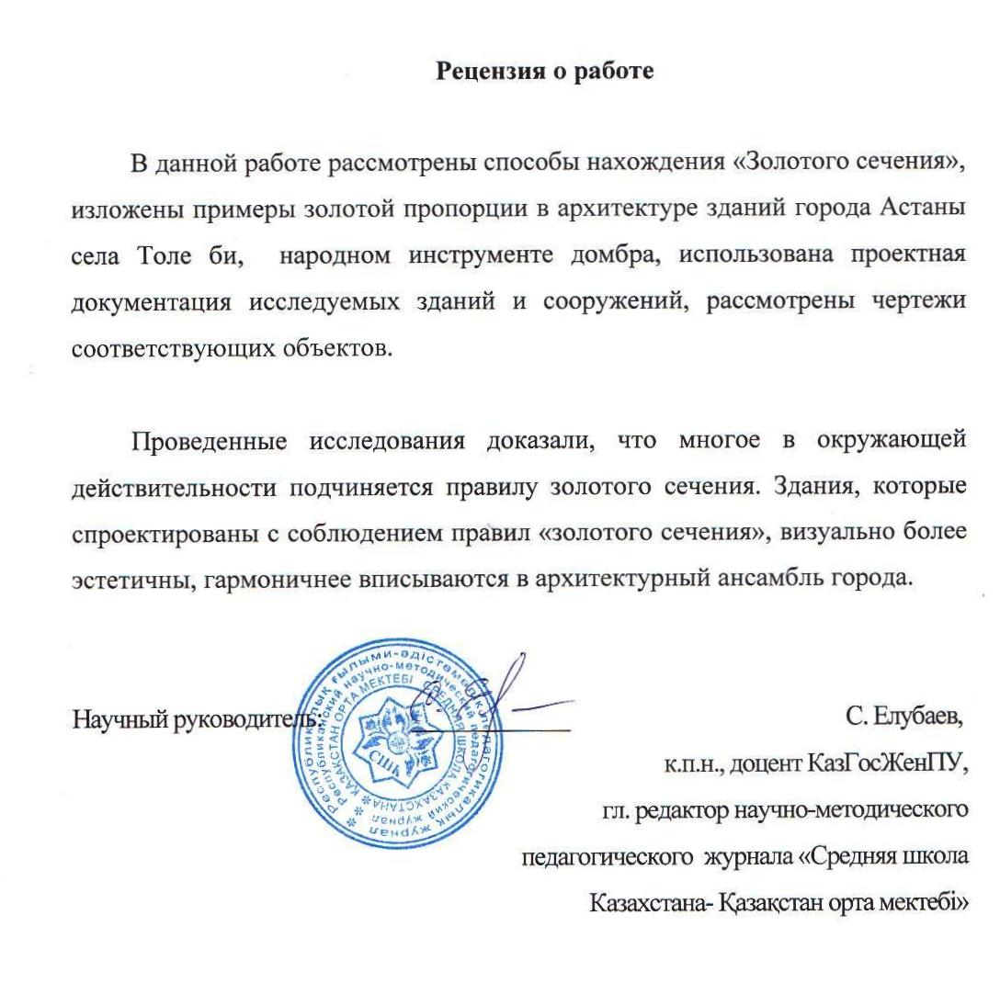 Рецензия о работе
В данной работе рассмотрены способы нахождения «Золотого сечения»,
изложены примеры золотой пропорции в архитектуре зданий города Астаны
села Толе би, народном инструменте домбра, использована проектная
документация исследуемых зданий и сооружений, рассмотрены чертежи
соответствующих объектов.
Проведенные исследования доказали, что многое в окружающей
действительности подчиняется правилу золотого сечения. Здания, которые
спроектированы с соблюдением правил «золотого сечения», визуально более
эстетичны, гармоничнее вписываются в архитектурный ансамбль города.
Научный руководитель:
С. Елубаев,
к.п.н., доцент КазГосЖенПУ,
гл. редактор научно-методического
педагогического журнала «Средняя школа
Казахстана- Қазақстан орта мектебі»
Республикалық ғылыми-әдістемелік педагогикалық журнал
Республиканский научно-методический педагогический журнал
ҚАЗАҚСТАН ОРТА МЕКТЕБІ
СРЕДНЯЯ ШКОЛА КАЗАХСТАНА
СШК